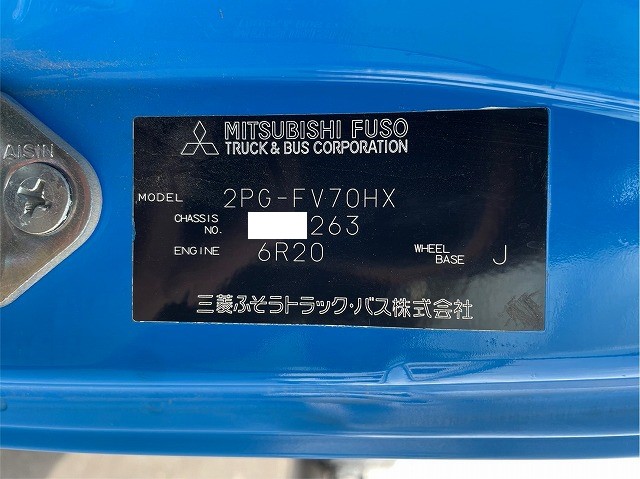 AISIN
MITSUBISHI FUSO
TRUCK & BUS CORPORATION
MODEL 2PG-FV70HX
CHASSIS NO. 263
ENGINE 6R20
WHEEL BASE J
三菱ふそうトラック・バス株式会社